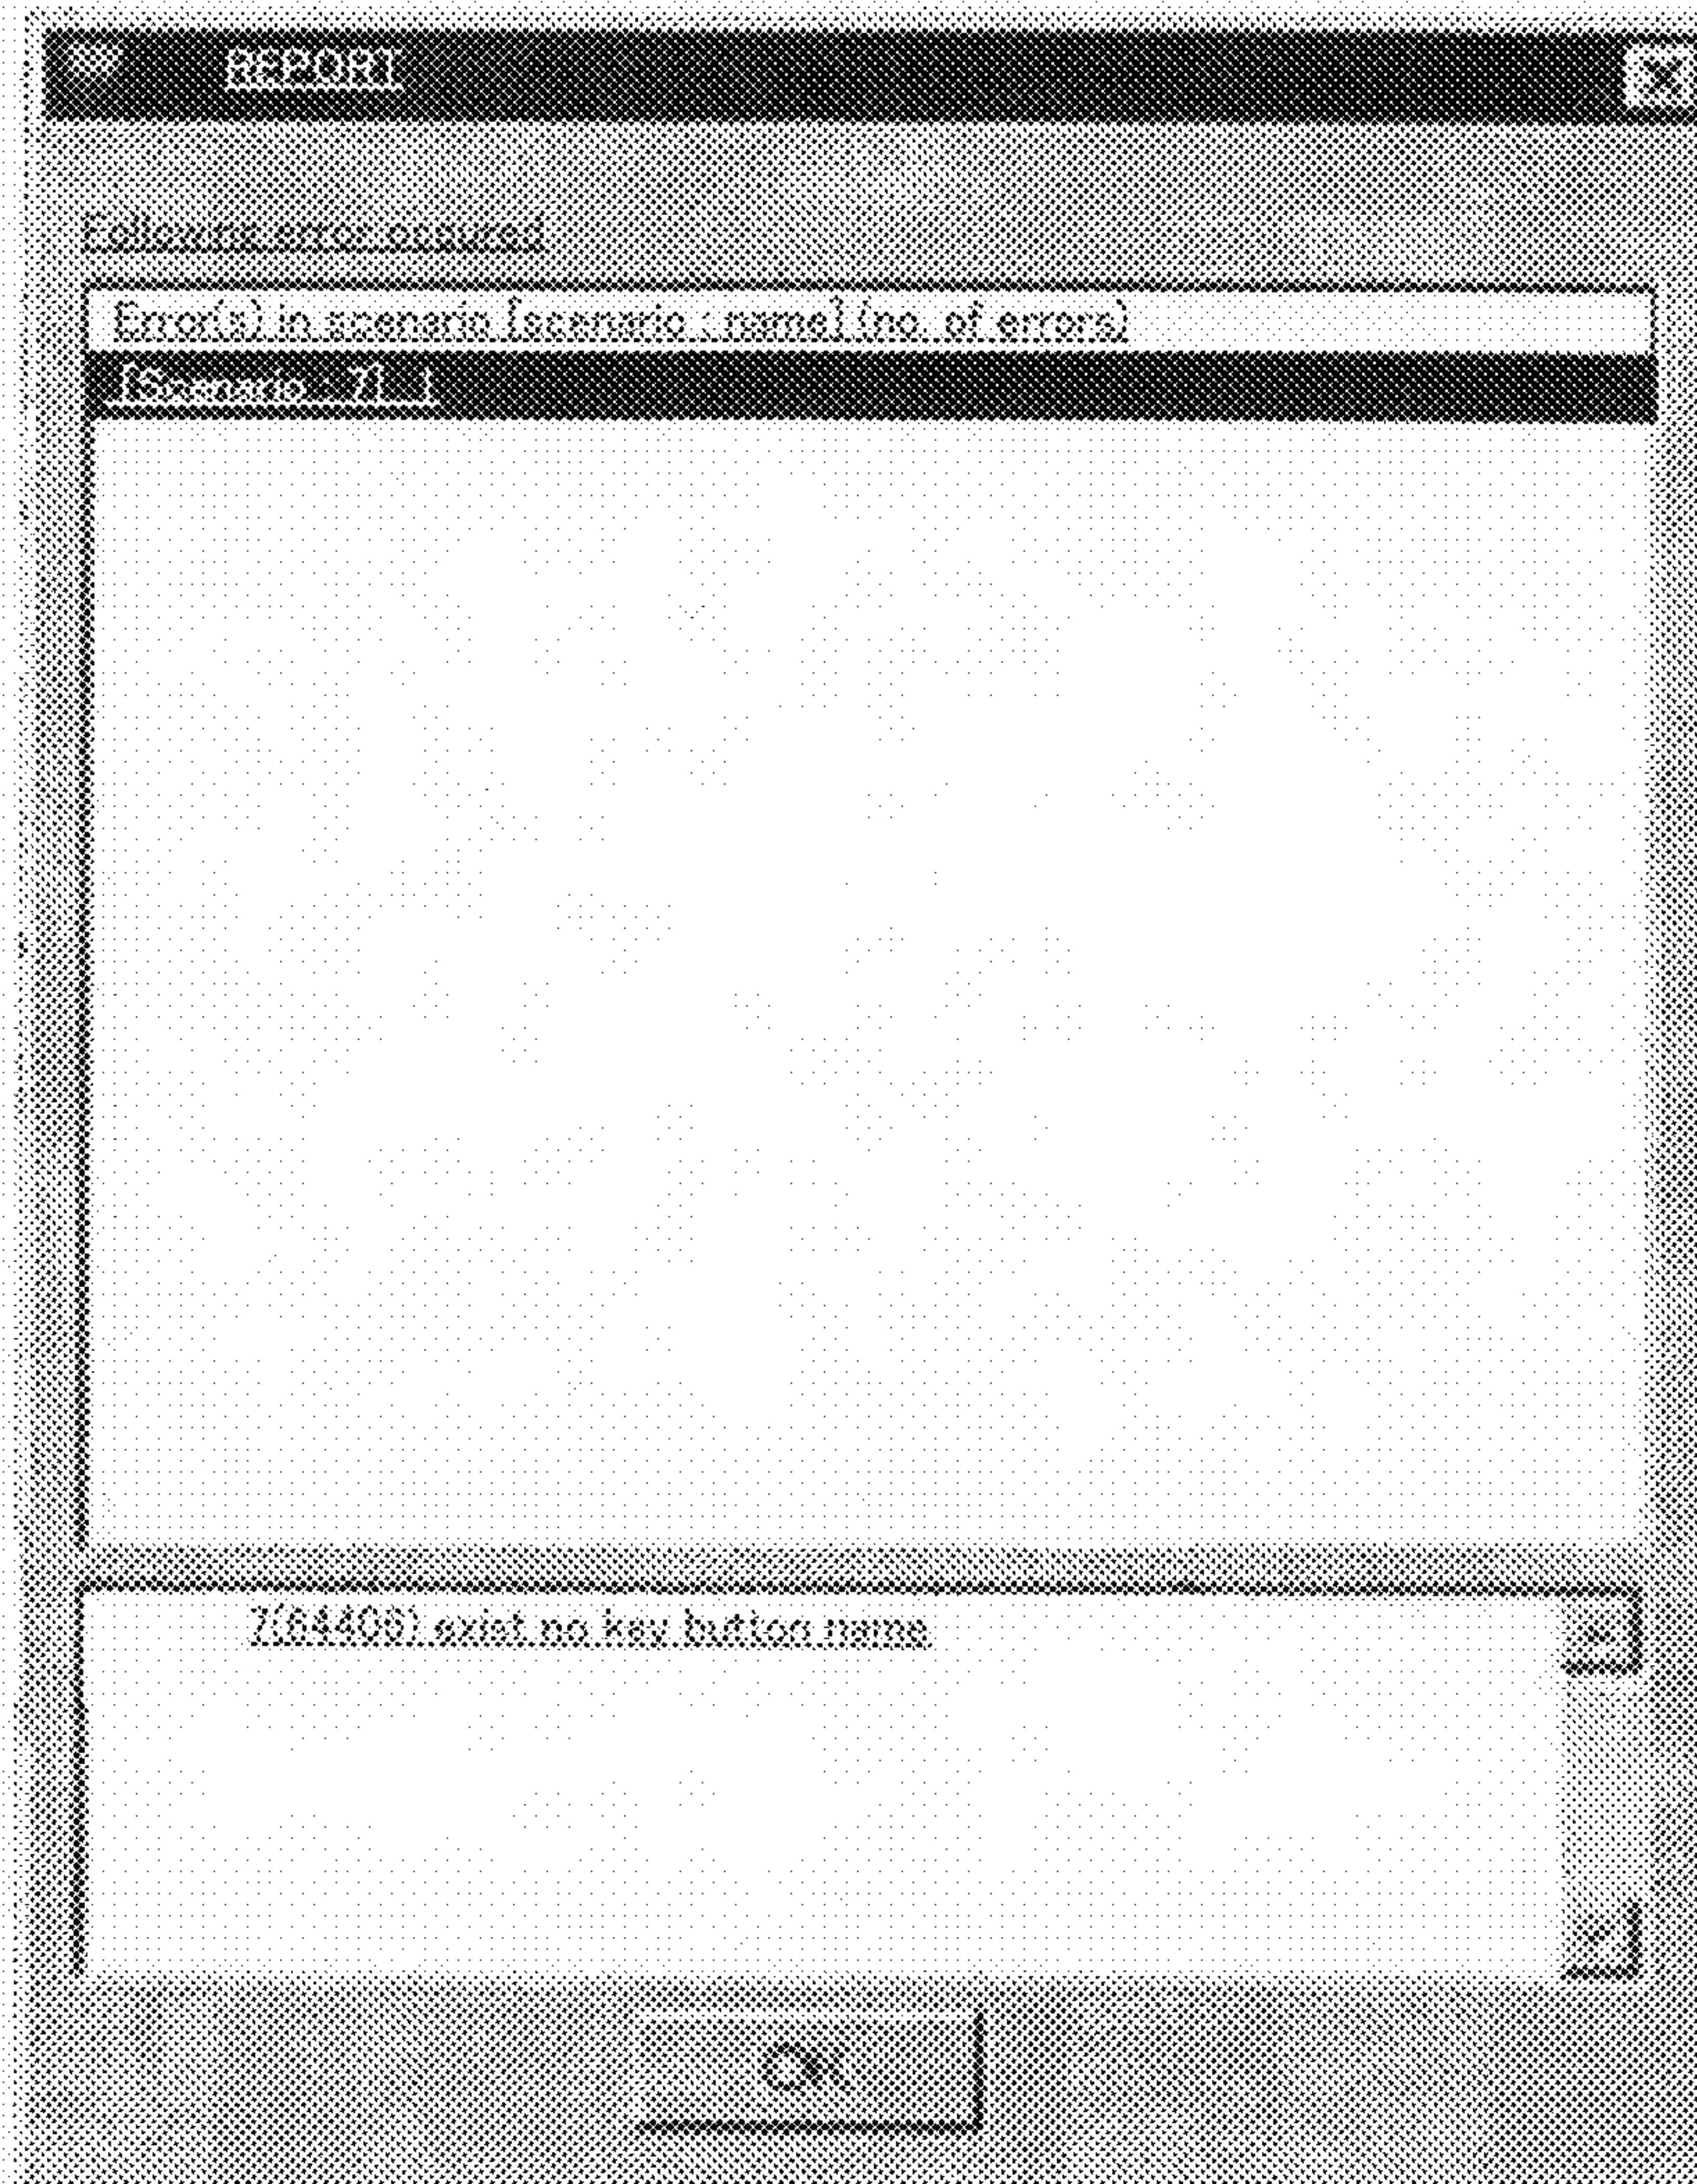 REPORT
Following error occured
Error(s) in scenario [scenario : name] (no. of errors)
[Scenario : 7] 1
7(64406) exist no key button name
OK